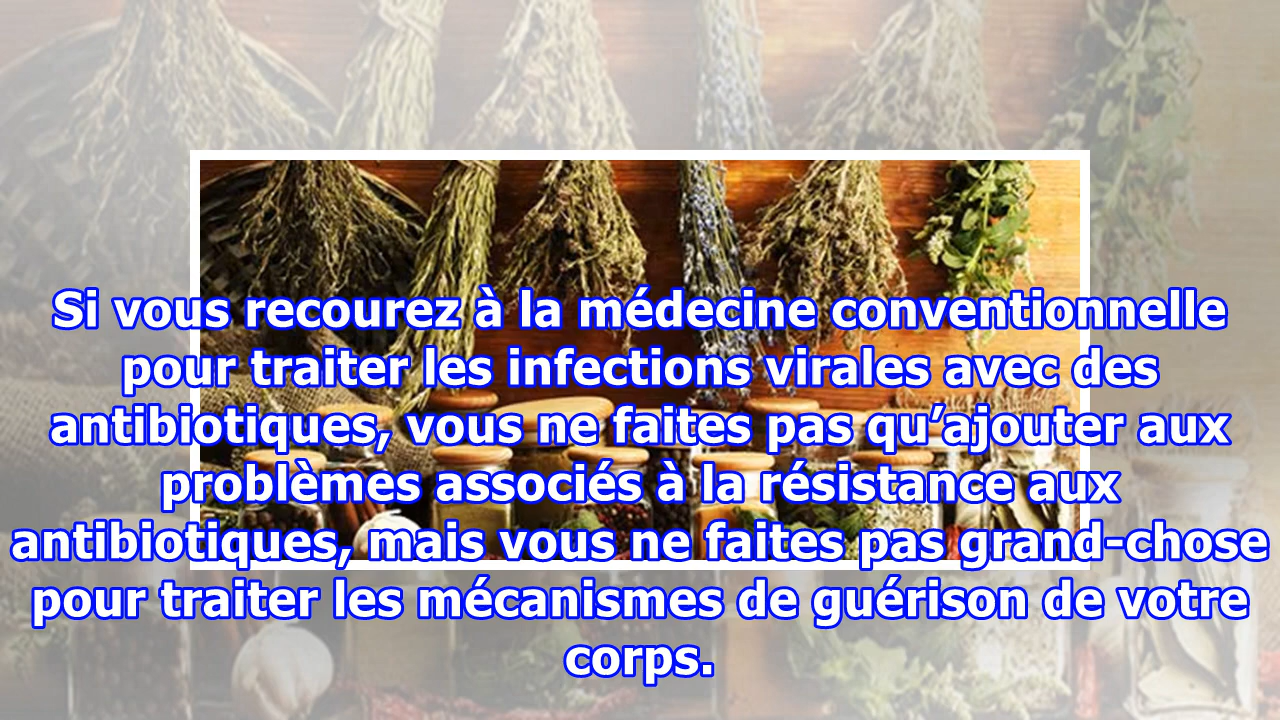 Si vous recourez à la médecine conventionnelle
pour traiter les infections virales avec des
antibiotiques, vous ne faites pas qu’ajouter aux
problèmes associés à la résistance aux
antibiotiques, mais vous ne faites pas grand-chose
pour traiter les mécanismes de guérison de votre
corps.